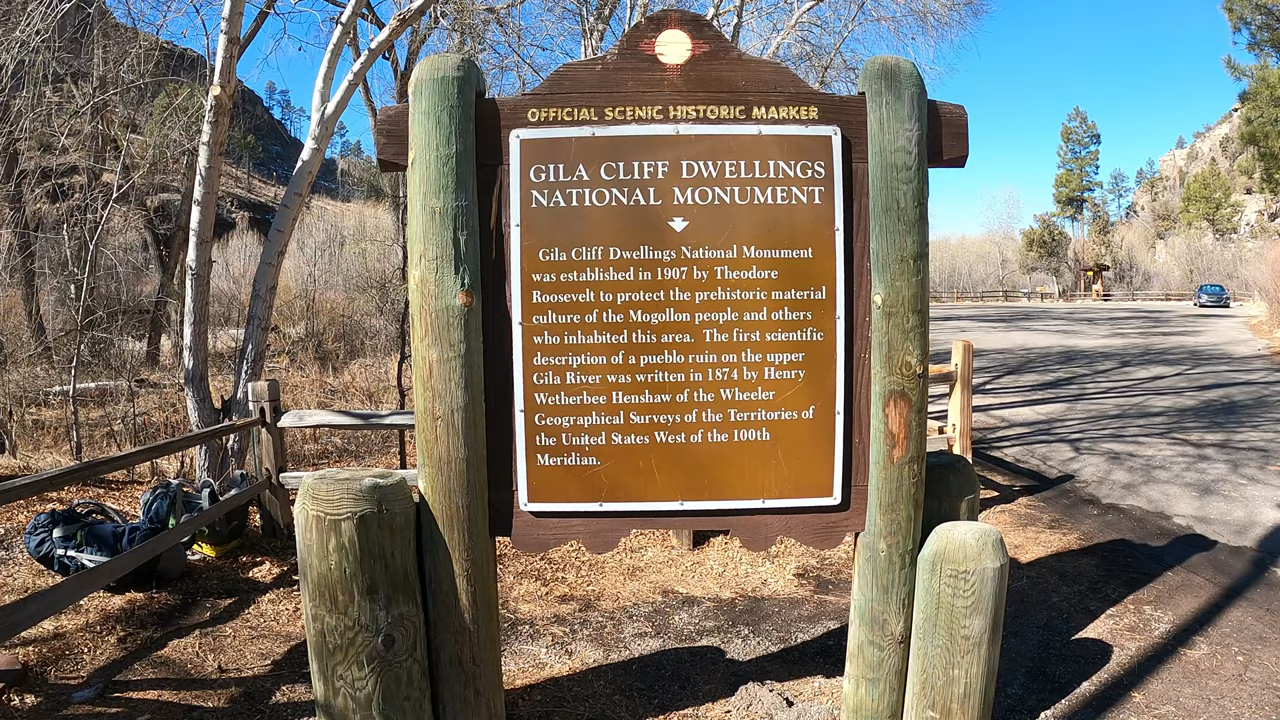 OFFICIAL SCENIC HISTORIC MARKER
GILA CLIFF DWELLINGS
NATIONAL MONUMENT
Gila Cliff Dwellings National Monument
was established in 1907 by Theodore
Roosevelt to protect the prehistoric material
culture of the Mogollon people and others
who inhabited this area. The first scientific
description of a pueblo ruin on the upper
Gila River was written in 1874 by Henry
Wetherbee Henshaw of the Wheeler
Geographical Surveys of the Territories of
the United States West of the 100th
Meridian.